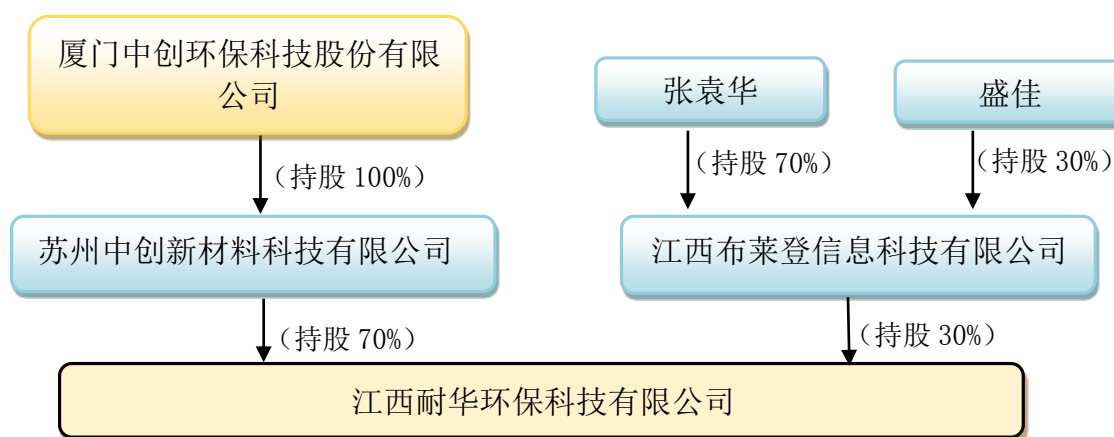 厦门中创环保科技股份有限
公司
张袁华
盛佳
（持股 100%）
（持股 70%）
（持股 30%）
苏州中创新材料科技有限公司
江西布莱登信息科技有限公司
（持股 70%）
（持股 30%）
江西耐华环保科技有限公司